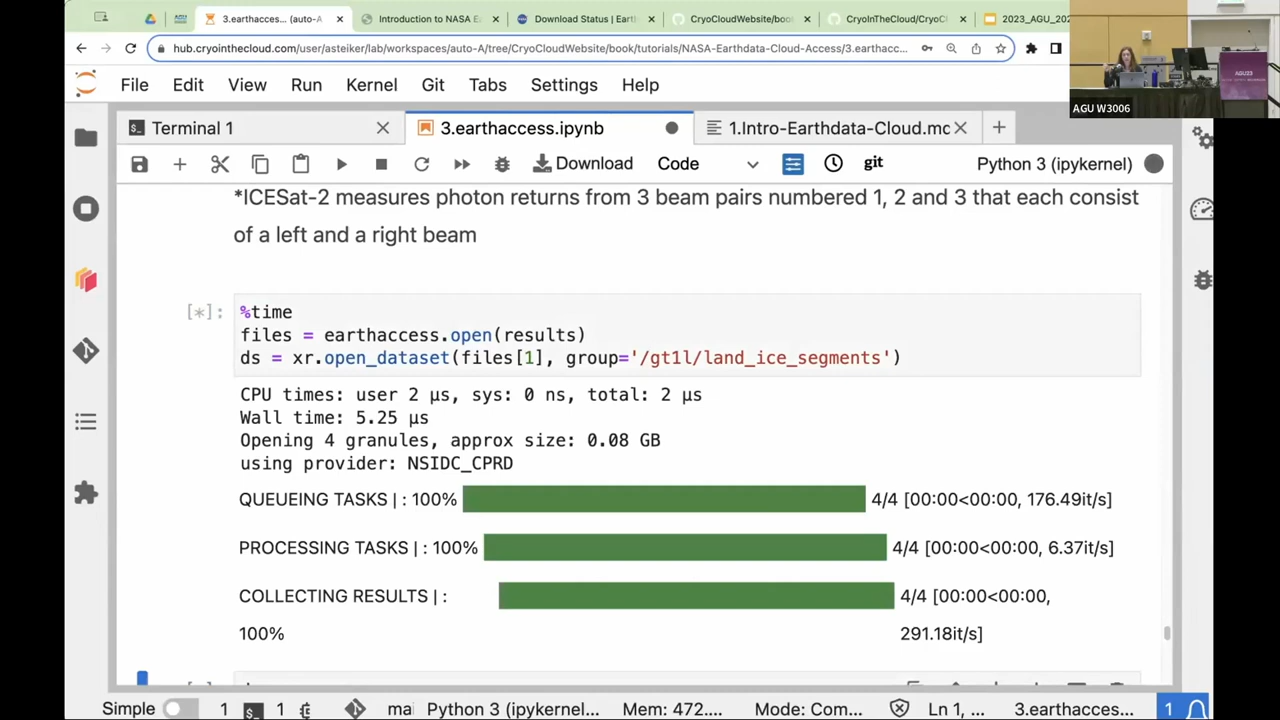 3.earthaccess... (auto-A
Introduction to NASA E
Download Status | Eart
CryoCloudWebsite/boo
CryoInTheCloud/CryoC
2023_AGU_202
hub.cryointhecloud.com/user/asteiker/lab/workspaces/auto-A/tree/CryoCloudWebsite/book/tutorials/NASA-Earthdata-Cloud-Access/3.earthacc...
AGU23
AGU W3006
File Edit View Run Kernel Git Tabs Settings Help
Terminal 1
3.earthaccess.ipynb
1.Intro-Earthdata-Cloud.mc
Download Code git Python 3 (ipykernel)
*ICESat-2 measures photon returns from 3 beam pairs numbered 1, 2 and 3 that each consist
of a left and a right beam
[*]: %time
files = earthaccess.open(results)
ds = xr.open_dataset(files[1], group='/gt1l/land_ice_segments')
CPU times: user 2 μs, sys: 0 ns, total: 2 μs
Wall time: 5.25 μs
Opening 4 granules, approx size: 0.08 GB
using provider: NSIDC_CPRD
QUEUEING TASKS | : 100% 4/4 [00:00<00:00, 176.49it/s]
PROCESSING TASKS | : 100% 4/4 [00:00<00:00, 6.37it/s]
COLLECTING RESULTS | : 4/4 [00:00<00:00,
100% 291.18it/s]
Simple 1 1 mai Python 3 (ipykernel... Mem: 472.... Mode: Com... Ln 1, ... 3.earthaccess... 1